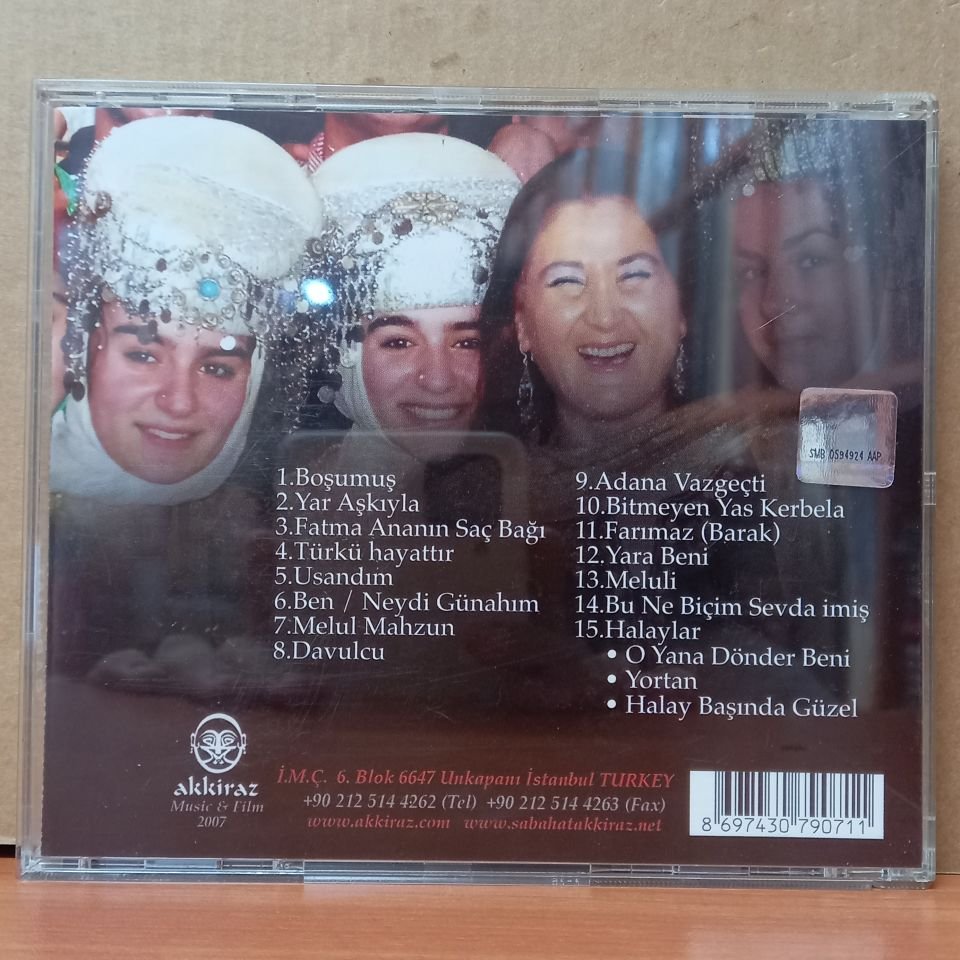 1.Boşumuş
2.Yar Aşkıyla
3.Fatma Ananın Saç Bağı
4.Türkü hayattır
5.Usandım
6.Ben / Neydi Günahım
7.Melul Mahzun
8.Davulcu
9.Adana Vazgeçti
10.Bitmeyen Yas Kerbela
11.Farımaz (Barak)
12.Yara Beni
13.Meluli
14.Bu Ne Biçim Sevda imiş
15.Halaylar
• O Yana Dönder Beni
• Yortan
• Halay Başında Güzel
SMB 0594924 AAP
akkiraz
Music & Film
2007
İ.M.Ç. 6. Blok 6647 Unkapanı İstanbul TURKEY
+90 212 514 4262 (Tel) +90 212 514 4263 (Fax)
www.akkiraz.com www.sabahatakkiraz.net
8 697430 790711